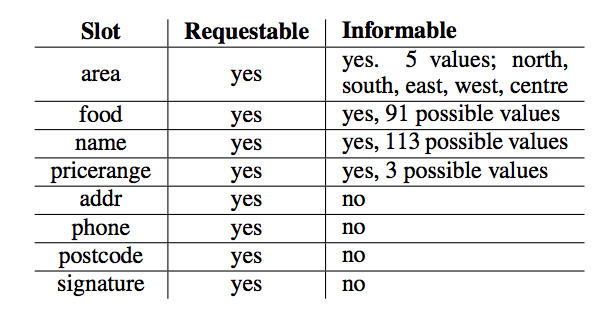 Slot Requestable Informable
area yes yes. 5 values; north,
south, east, west, centre
food yes yes, 91 possible values
name yes yes, 113 possible values
pricerange yes yes, 3 possible values
addr yes no
phone yes no
postcode yes no
signature yes no